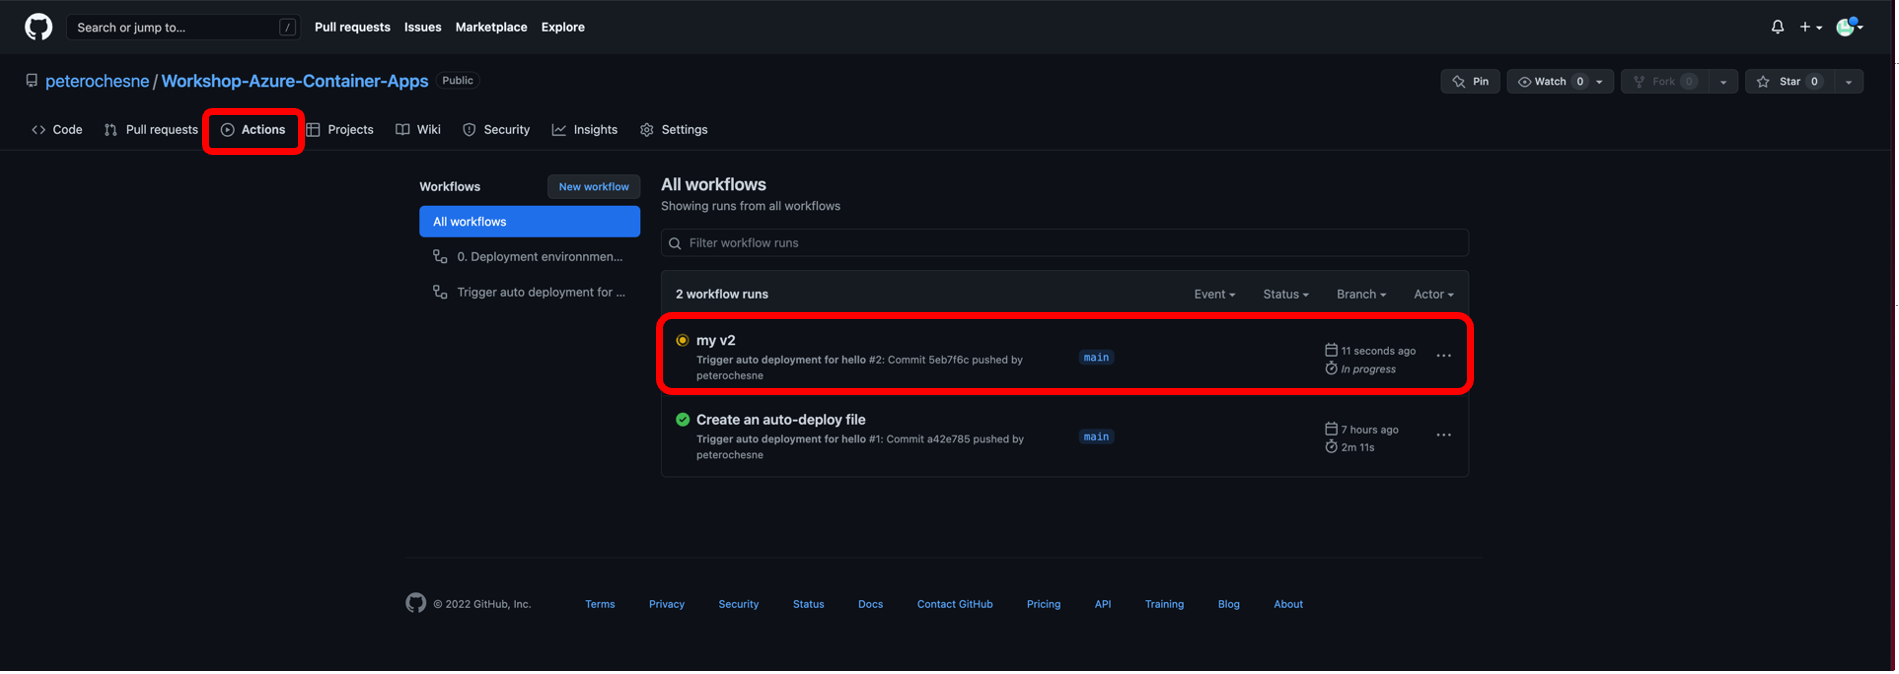 Search or jump to... /
Pull requests Issues Marketplace Explore
peterochesne / Workshop-Azure-Container-Apps Public
Pin Watch 0 Fork 0 Star 0
Code Pull requests Actions Projects Wiki Security Insights Settings
Workflows New workflow
All workflows
0. Deployment environnmen...
Trigger auto deployment for ...
All workflows
Showing runs from all workflows
Filter workflow runs
2 workflow runs Event Status Branch Actor
my v2
Trigger auto deployment for hello #2: Commit 5eb7f6c pushed by
peterochesne
main
11 seconds ago
In progress
Create an auto-deploy file
Trigger auto deployment for hello #1: Commit a42e785 pushed by
peterochesne
main
7 hours ago
2m 11s
© 2022 GitHub, Inc. Terms Privacy Security Status Docs Contact GitHub Pricing API Training Blog About